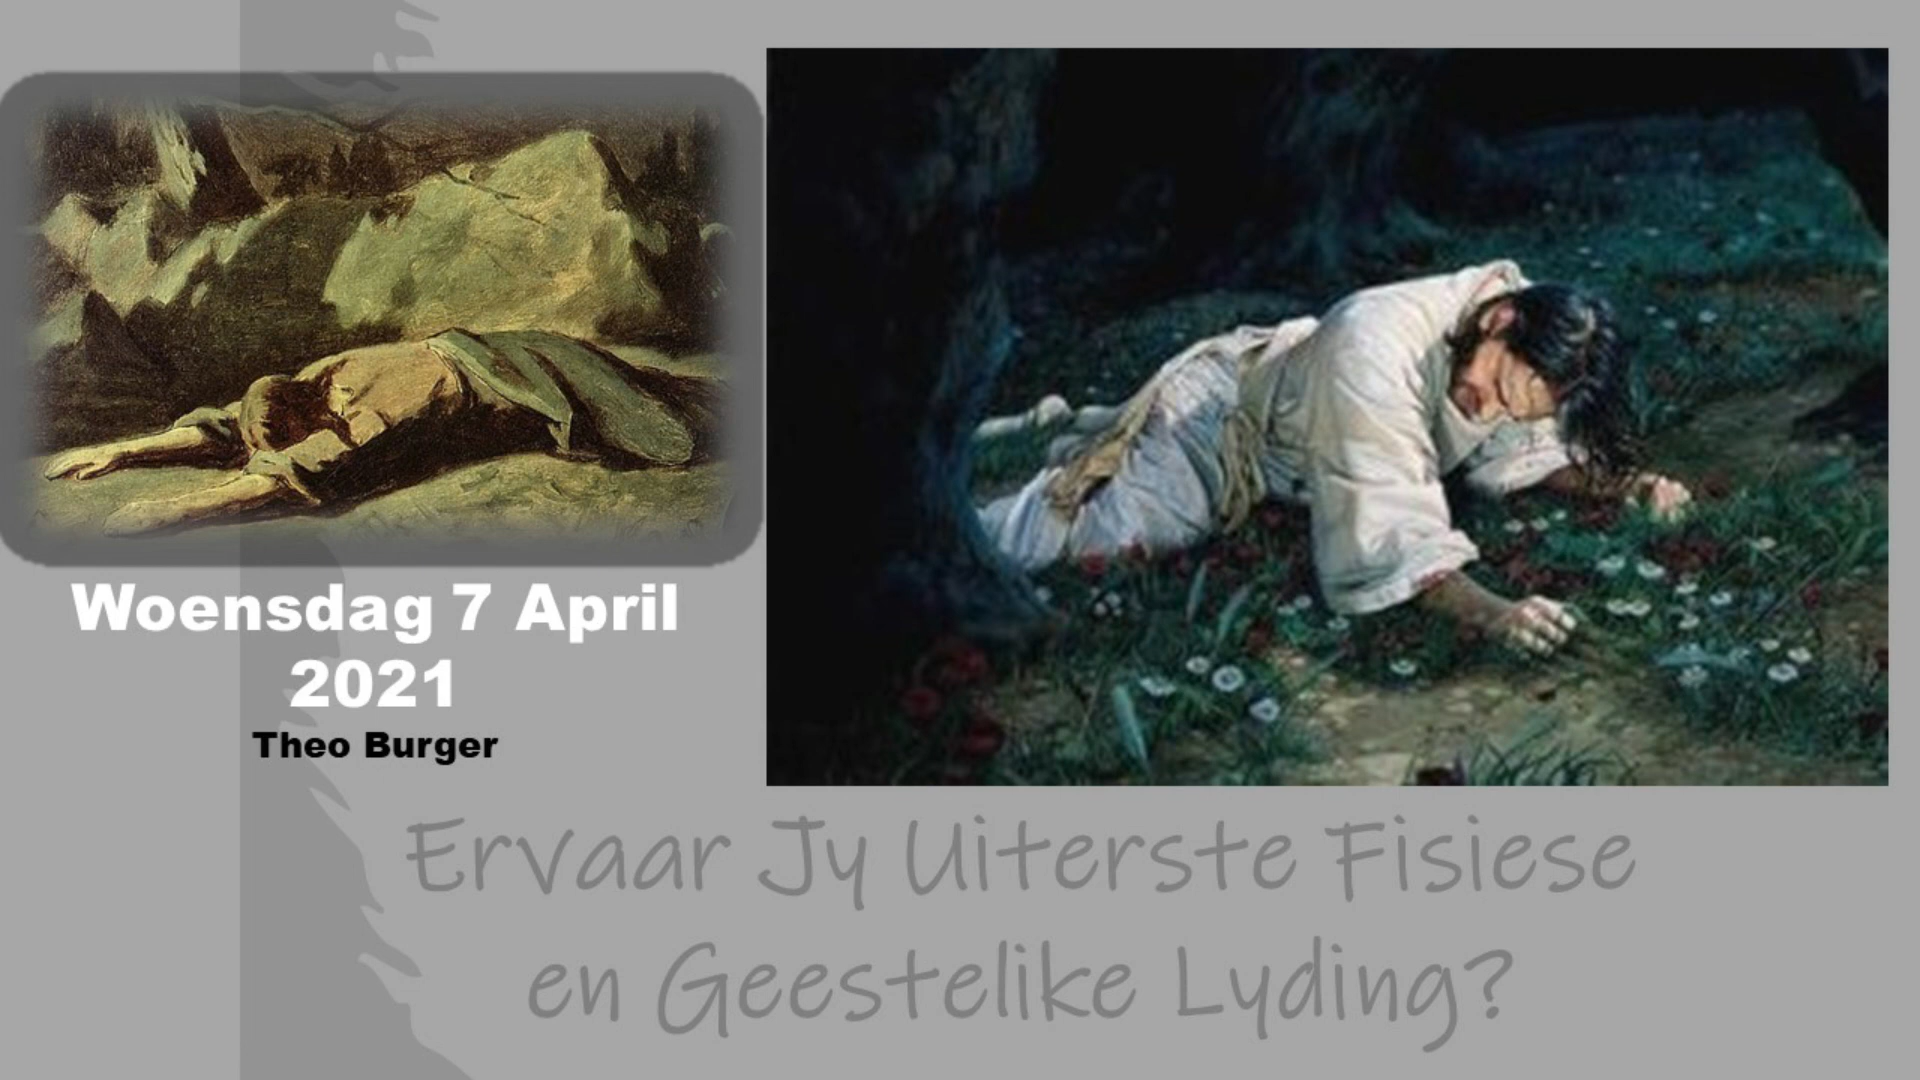 Woensdag 7 April
2021
Theo Burger
Ervaar Jy Uiterste Fisiese
en Geestelike Lyding?